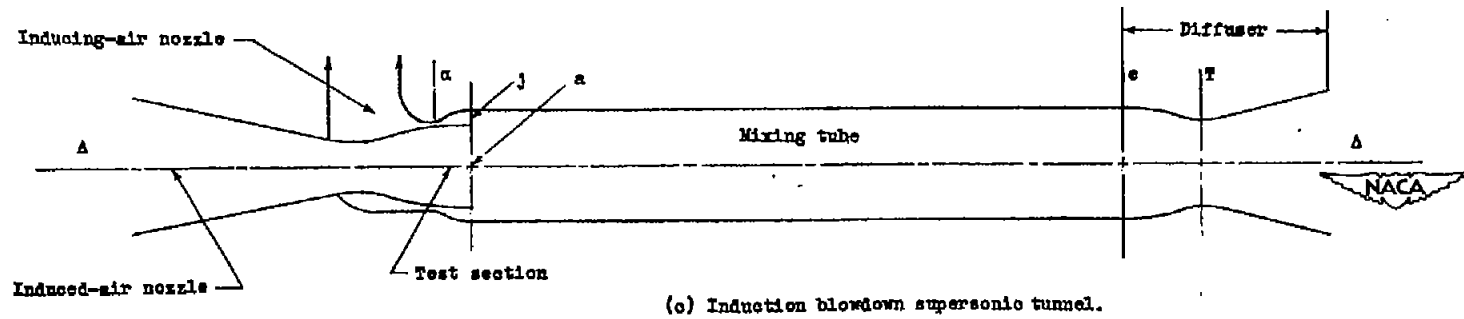 Diffuser
Inducing-air nozzle
α
j
a
e
T
Mixing tube
Δ
Δ
NACA
Test section
Induced-air nozzle
(c) Induction blowdown supersonic tunnel.